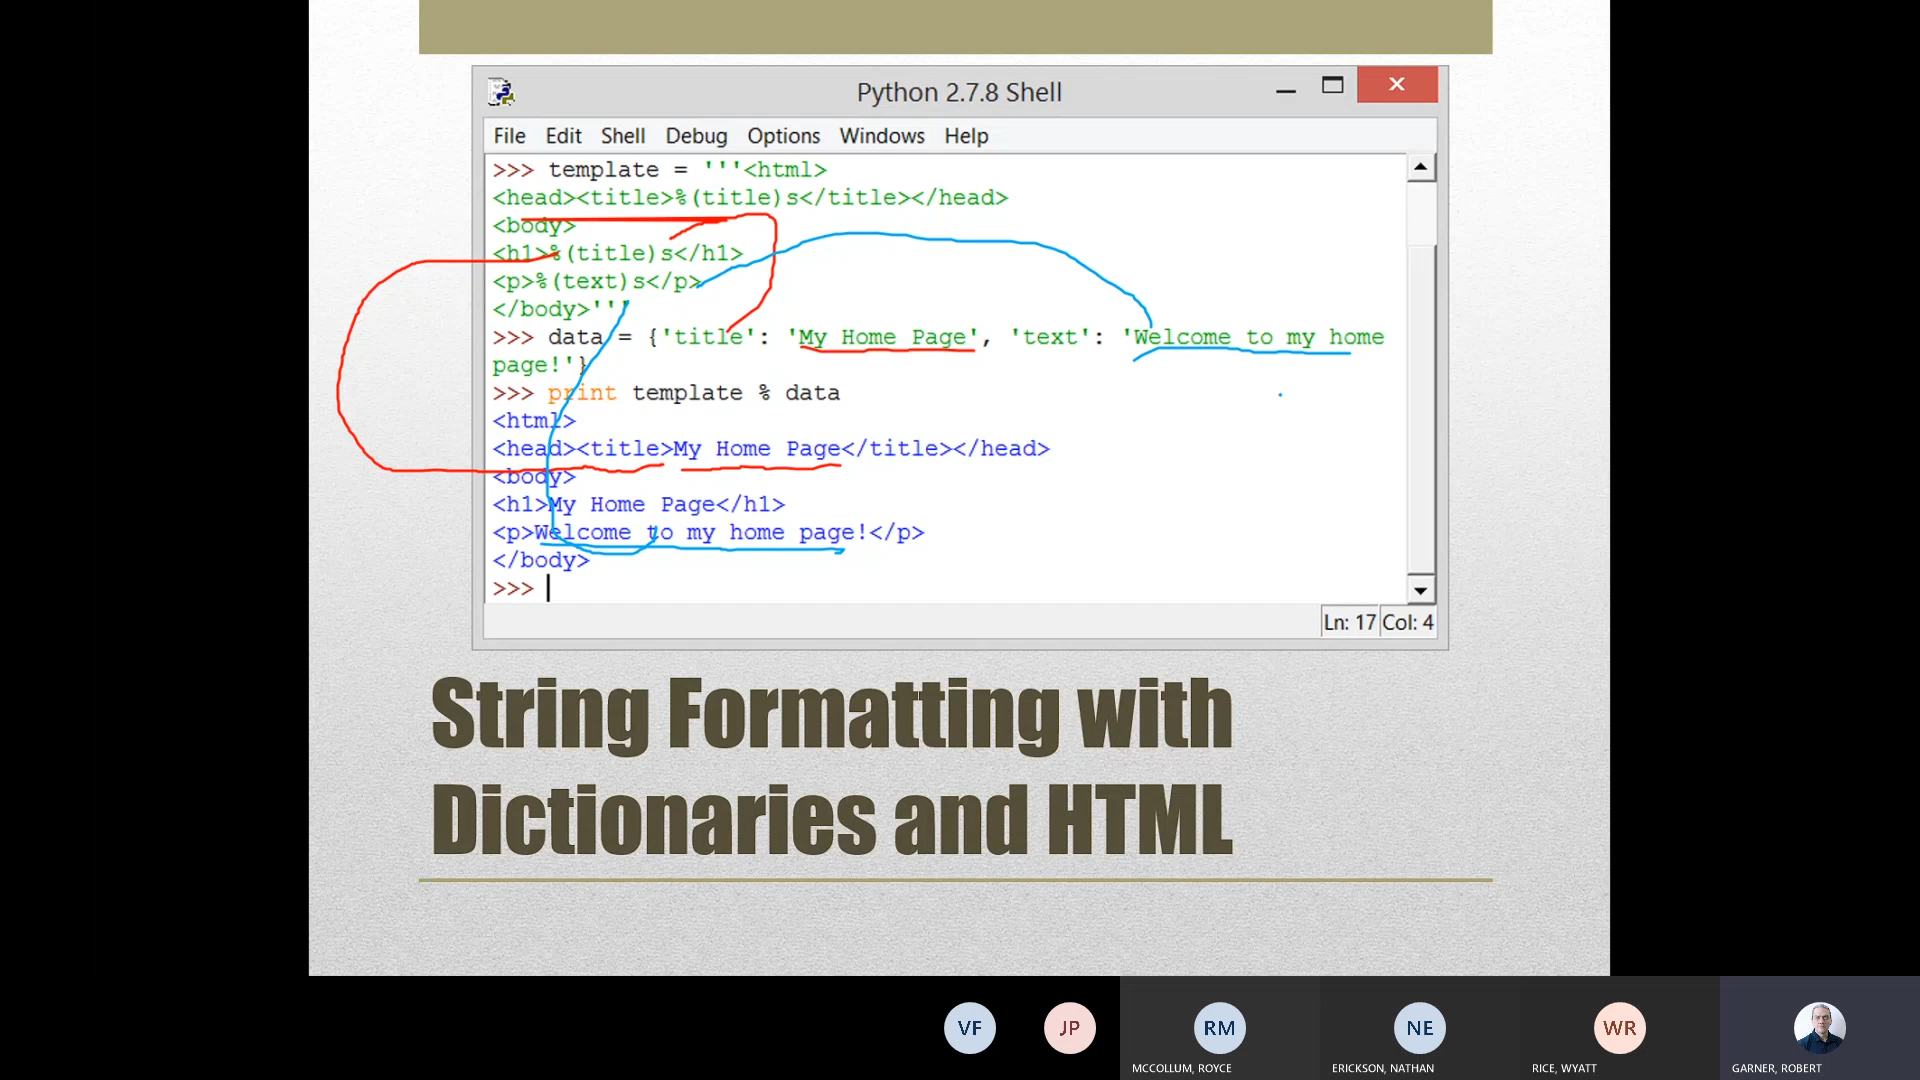 Python 2.7.8 Shell
File Edit Shell Debug Options Windows Help
>>> template = '''<html>
<head><title>%(title)s</title></head>
<body>
<h1>%(title)s</h1>
<p>%(text)s</p>
</body>'''
>>> data = {'title': 'My Home Page', 'text': 'Welcome to my home
page!'}
>>> print template % data
<html>
<head><title>My Home Page</title></head>
<body>
<h1>My Home Page</h1>
<p>Welcome to my home page!</p>
</body>
>>>
Ln: 17 Col: 4
String Formatting with
Dictionaries and HTML
VF JP RM NE WR
MCCOLLUM, ROYCE ERICKSON, NATHAN RICE, WYATT GARNER, ROBERT